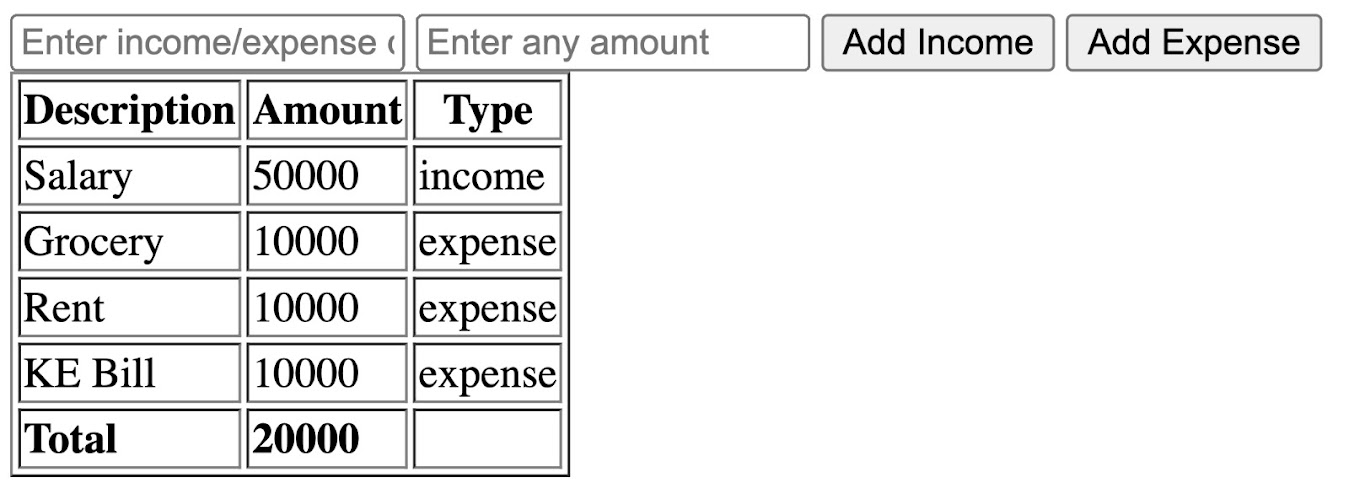 Enter income/expense Enter any amount Add Income Add Expense
Description Amount Type
Salary 50000 income
Grocery 10000 expense
Rent 10000 expense
KE Bill 10000 expense
Total 20000